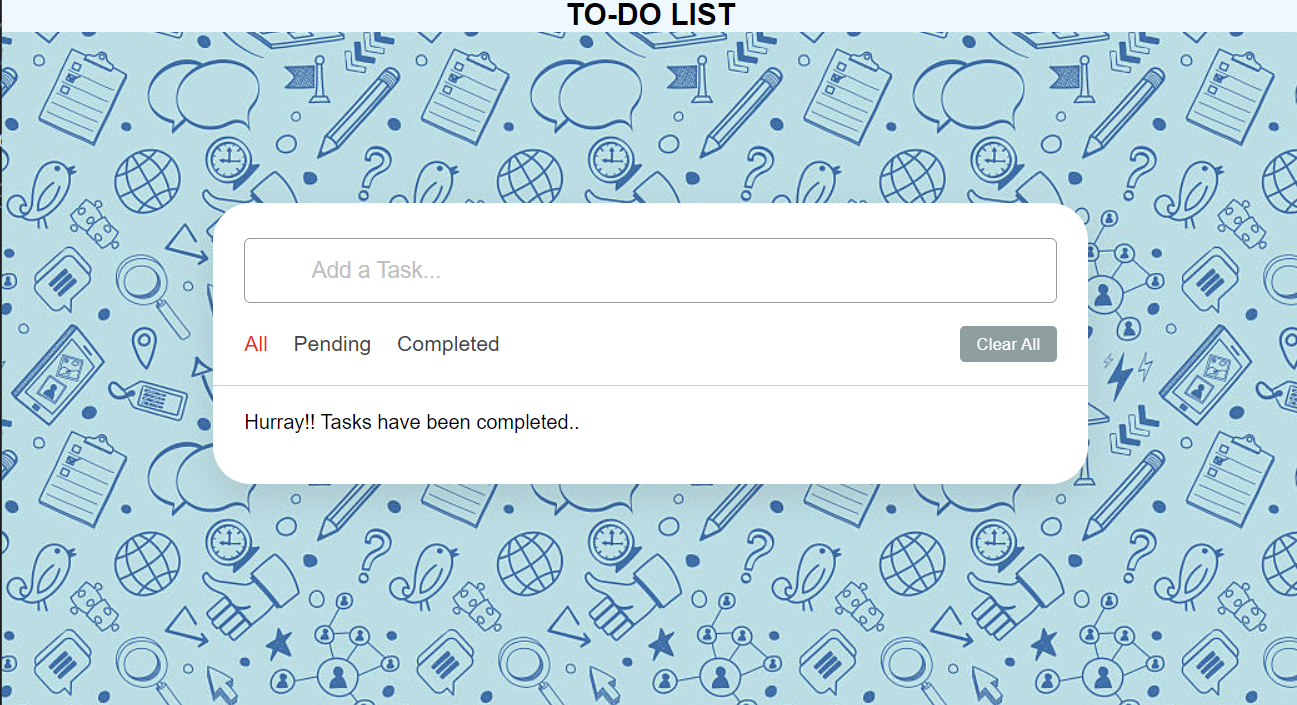 TO-DO LIST
Add a Task...
All Pending Completed Clear All
Hurray!! Tasks have been completed..